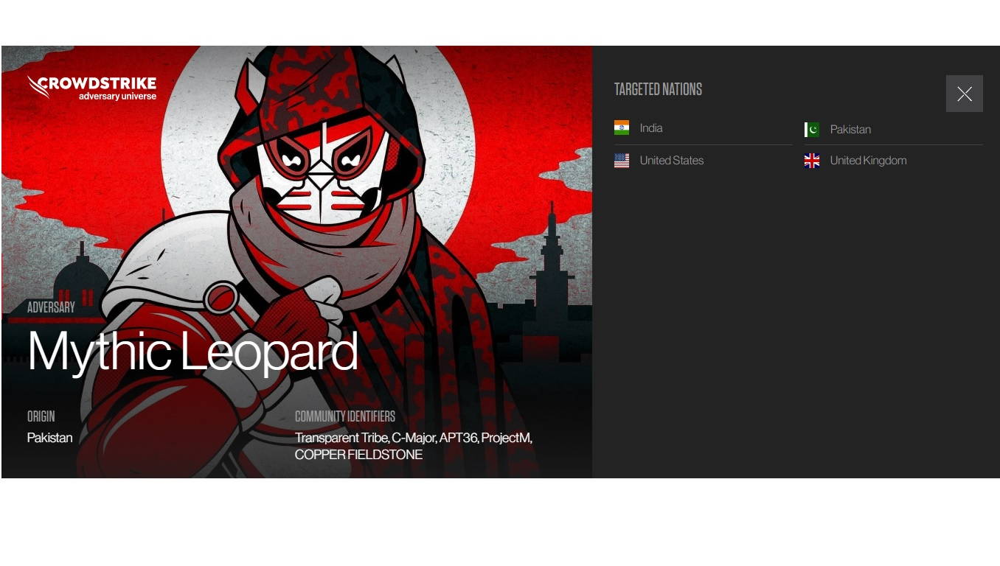 CROWDSTRIKE
adversary universe
ADVERSARY
Mythic Leopard
ORIGIN
Pakistan
COMMUNITY IDENTIFIERS
Transparent Tribe, C-Major, APT36, ProjectM,
COPPER FIELDSTONE
TARGETED NATIONS
India
Pakistan
United States
United Kingdom